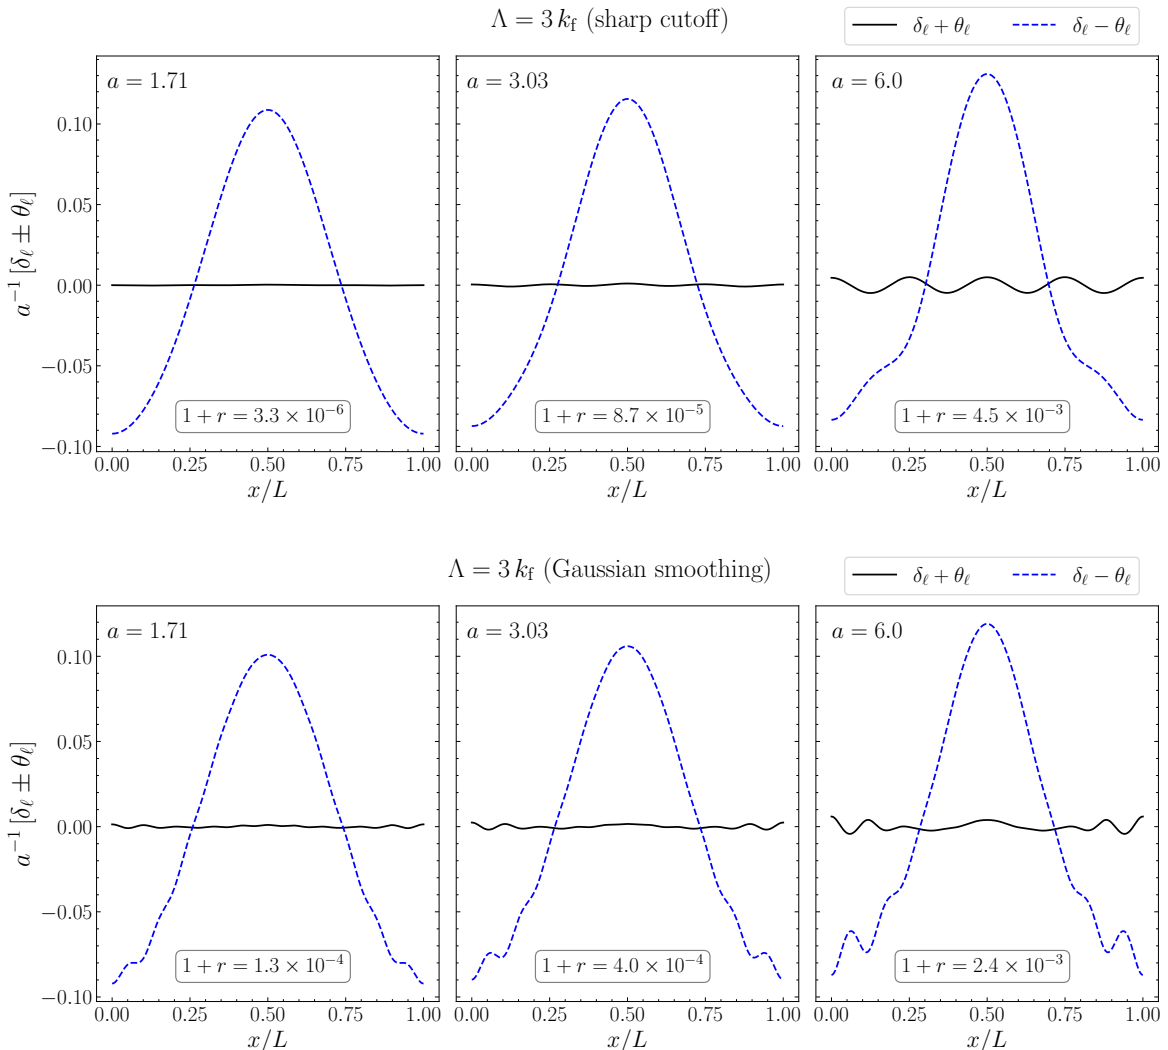 Λ = 3 k_f (sharp cutoff)
δ_ℓ + θ_ℓ δ_ℓ − θ_ℓ
a = 1.71
a = 3.03
a = 6.0
a⁻¹ [δ_ℓ ± θ_ℓ]
0.10
0.05
0.00
−0.05
−0.10
1 + r = 3.3 × 10⁻⁶
1 + r = 8.7 × 10⁻⁵
1 + r = 4.5 × 10⁻³
0.00 0.25 0.50 0.75 1.00
0.00 0.25 0.50 0.75 1.00
0.00 0.25 0.50 0.75 1.00
x/L
x/L
x/L
Λ = 3 k_f (Gaussian smoothing)
δ_ℓ + θ_ℓ δ_ℓ − θ_ℓ
a = 1.71
a = 3.03
a = 6.0
a⁻¹ [δ_ℓ ± θ_ℓ]
0.10
0.05
0.00
−0.05
−0.10
1 + r = 1.3 × 10⁻⁴
1 + r = 4.0 × 10⁻⁴
1 + r = 2.4 × 10⁻³
0.00 0.25 0.50 0.75 1.00
0.00 0.25 0.50 0.75 1.00
0.00 0.25 0.50 0.75 1.00
x/L
x/L
x/L